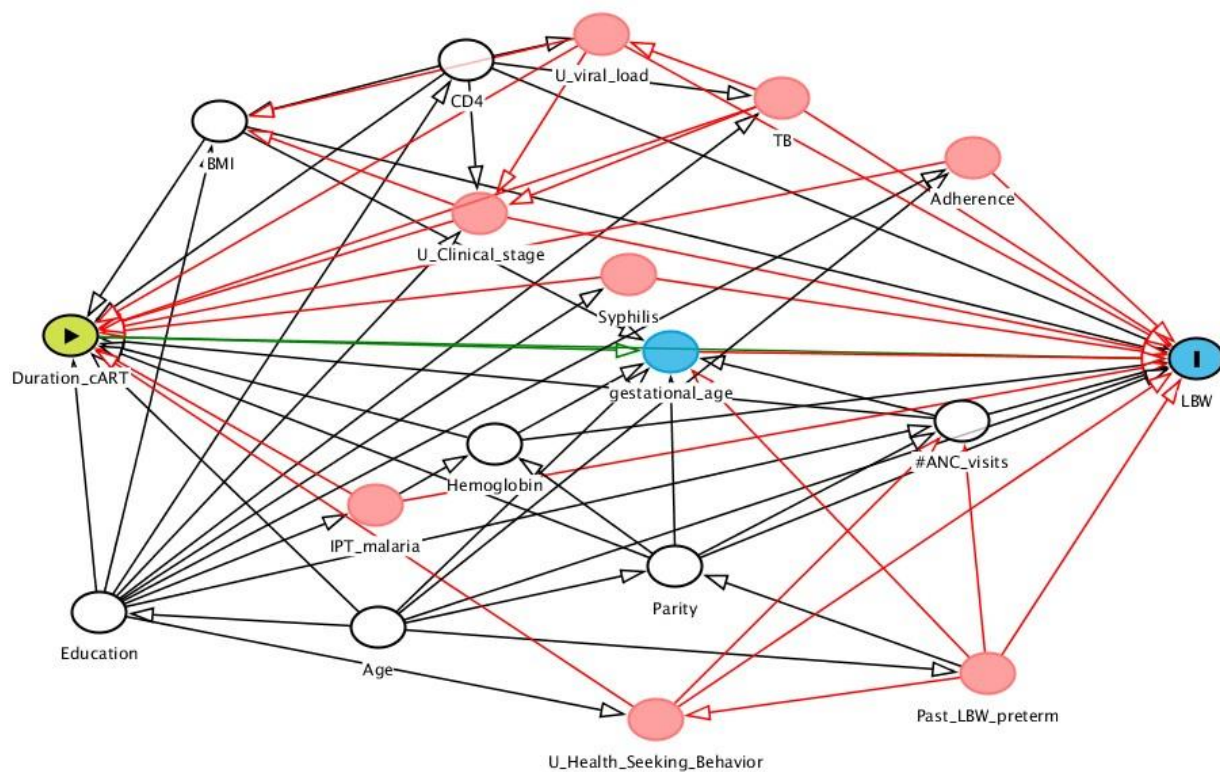 U_viral_load
CD4
TB
BMI
Adherence
U_Clinical_stage
Syphilis
Duration_cART
gestational_age
LBW
#ANC_visits
Hemoglobin
IPT_malaria
Parity
Education
Age
Past_LBW_preterm
U_Health_Seeking_Behavior